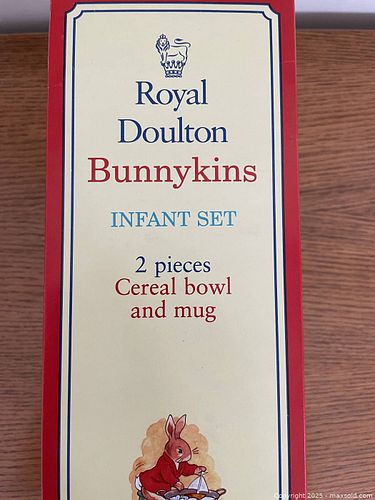 Royal
Doulton
Bunnykins
INFANT SET
2 pieces
Cereal bowl
and mug
Copyright 2025 - maxsold.com